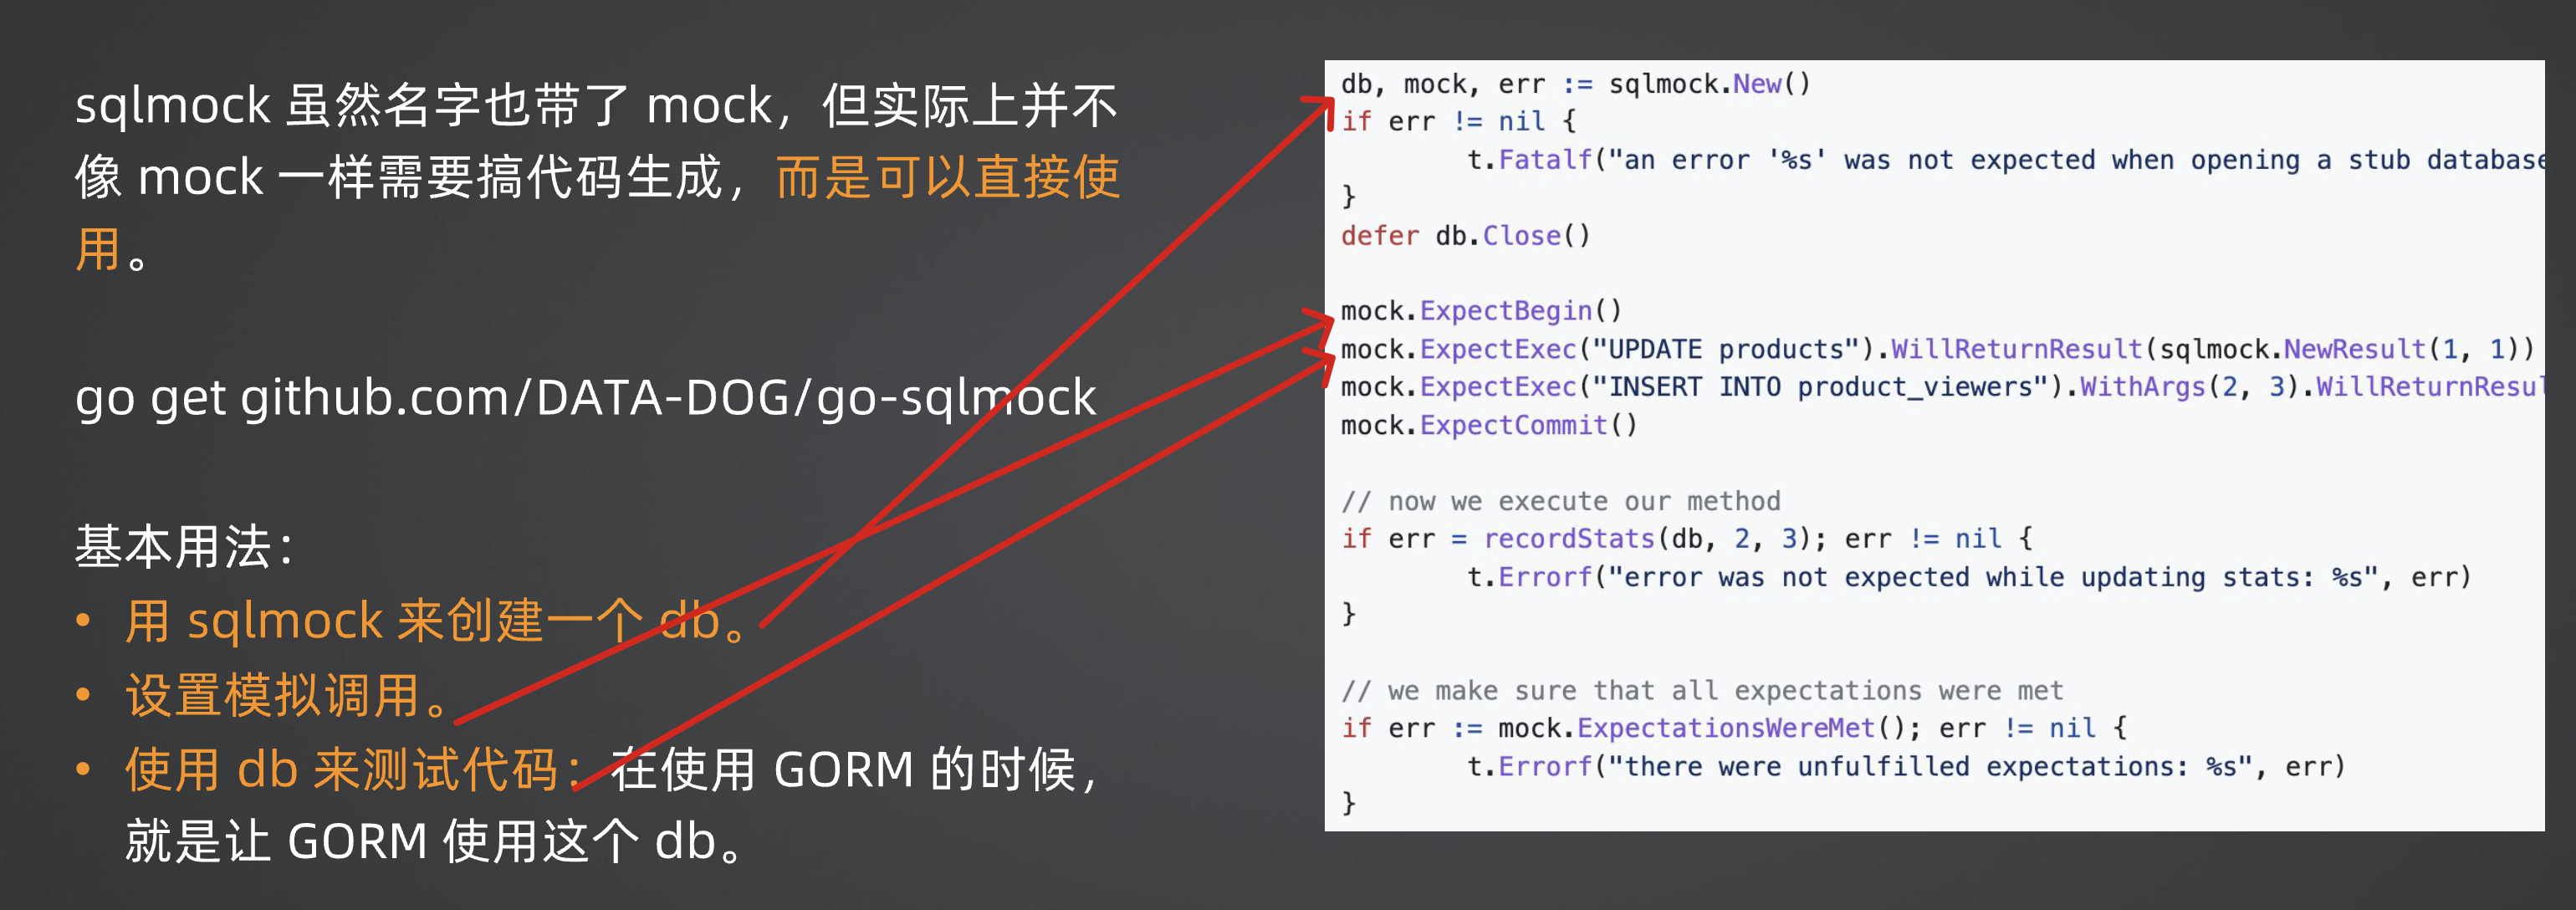 sqlmock 虽然名字也带了 mock，但实际上并不
像 mock 一样需要搞代码生成，而是可以直接使
用。
go get github.com/DATA-DOG/go-sqlmock
基本用法：
• 用 sqlmock 来创建一个 db。
• 设置模拟调用。
• 使用 db 来测试代码：在使用 GORM 的时候，
就是让 GORM 使用这个 db。
db, mock, err := sqlmock.New()
if err != nil {
t.Fatalf("an error '%s' was not expected when opening a stub database
}
defer db.Close()
mock.ExpectBegin()
mock.ExpectExec("UPDATE products").WillReturnResult(sqlmock.NewResult(1, 1))
mock.ExpectExec("INSERT INTO product_viewers").WithArgs(2, 3).WillReturnResul
mock.ExpectCommit()
// now we execute our method
if err = recordStats(db, 2, 3); err != nil {
t.Errorf("error was not expected while updating stats: %s", err)
}
// we make sure that all expectations were met
if err := mock.ExpectationsWereMet(); err != nil {
t.Errorf("there were unfulfilled expectations: %s", err)
}